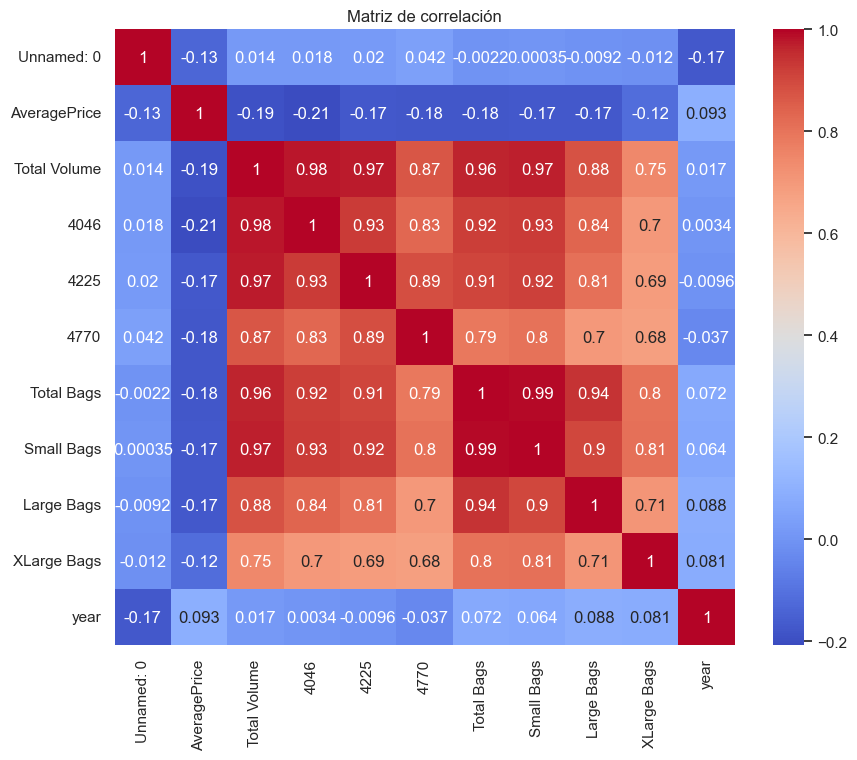 Matriz de correlación
Unnamed: 0 1 -0.13 0.014 0.018 0.02 0.042 -0.0022 0.00035 -0.0092 -0.012 -0.17
AveragePrice -0.13 1 -0.19 -0.21 -0.17 -0.18 -0.18 -0.17 -0.17 -0.12 0.093
Total Volume 0.014 -0.19 1 0.98 0.97 0.87 0.96 0.97 0.88 0.75 0.017
4046 0.018 -0.21 0.98 1 0.93 0.83 0.92 0.93 0.84 0.7 0.0034
4225 0.02 -0.17 0.97 0.93 1 0.89 0.91 0.92 0.81 0.69 -0.0096
4770 0.042 -0.18 0.87 0.83 0.89 1 0.79 0.8 0.7 0.68 -0.037
Total Bags -0.0022 -0.18 0.96 0.92 0.91 0.79 1 0.99 0.94 0.8 0.072
Small Bags 0.00035 -0.17 0.97 0.93 0.92 0.8 0.99 1 0.9 0.81 0.064
Large Bags -0.0092 -0.17 0.88 0.84 0.81 0.7 0.94 0.9 1 0.71 0.088
XLarge Bags -0.012 -0.12 0.75 0.7 0.69 0.68 0.8 0.81 0.71 1 0.081
year -0.17 0.093 0.017 0.0034 -0.0096 -0.037 0.072 0.064 0.088 0.081 1
Unnamed: 0 AveragePrice Total Volume 4046 4225 4770 Total Bags Small Bags Large Bags XLarge Bags year
1.0
0.8
0.6
0.4
0.2
0.0
−0.2